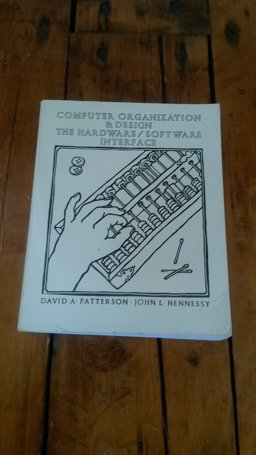 COMPUTER ORGANIZATION
& DESIGN
THE HARDWARE/SOFTWARE
INTERFACE
DAVID A PATTERSON · JOHN L HENNESSY